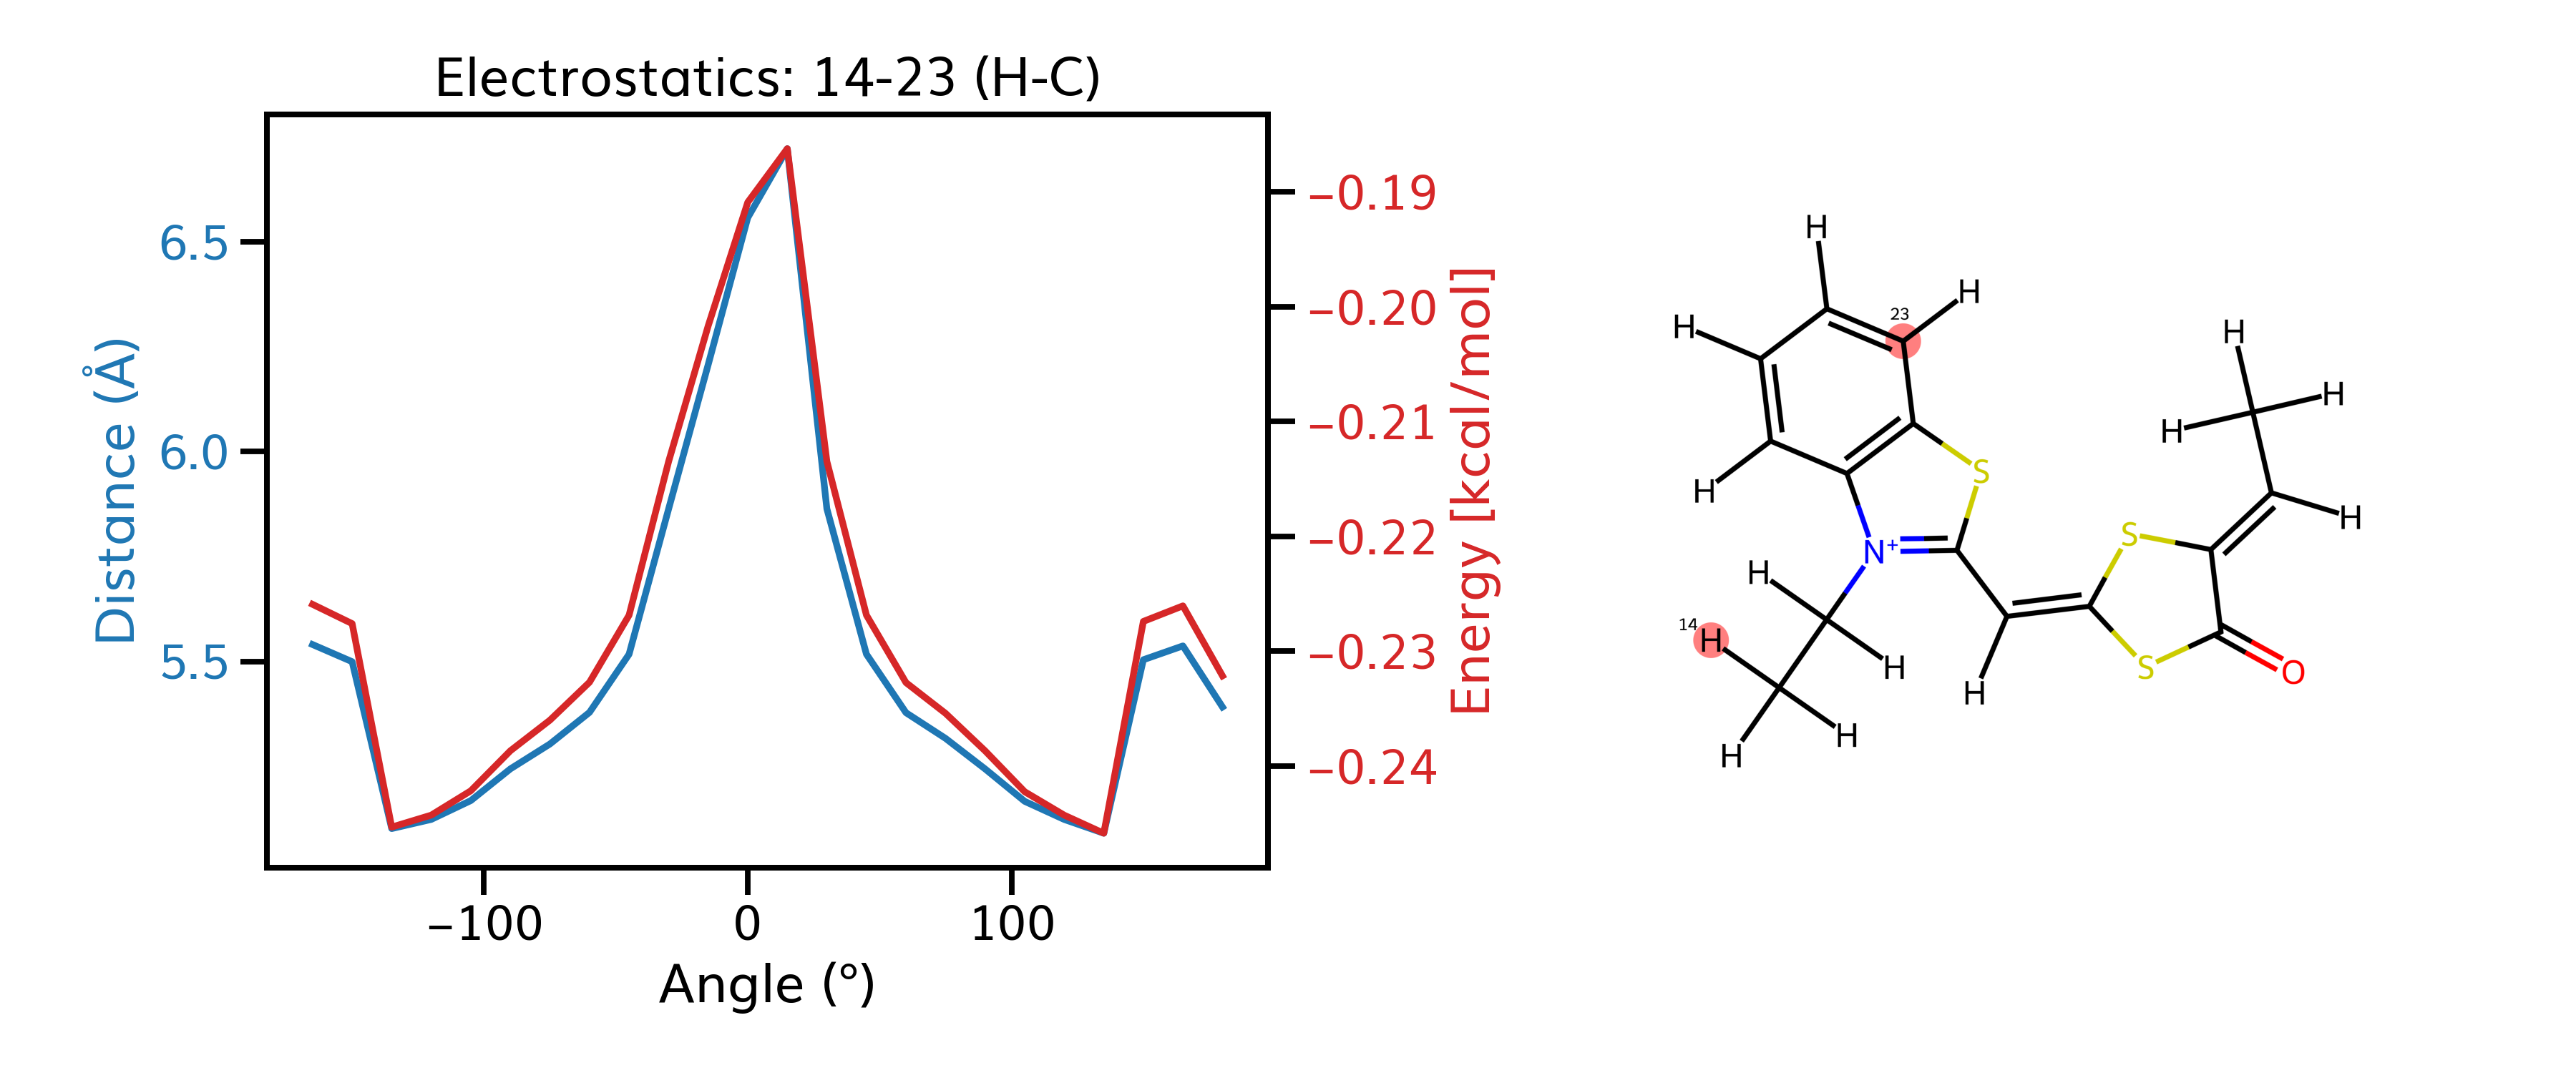 Electrostatics: 14-23 (H-C)
Distance (Å)
6.5
6.0
5.5
−100
0
100
Angle (°)
−0.19
−0.20
−0.21
−0.22
−0.23
−0.24
Energy [kcal/mol]
H
H
23
H
H
H
H
H
S
H
H
S
N+
H
14
H
H
S
O
H
H
H